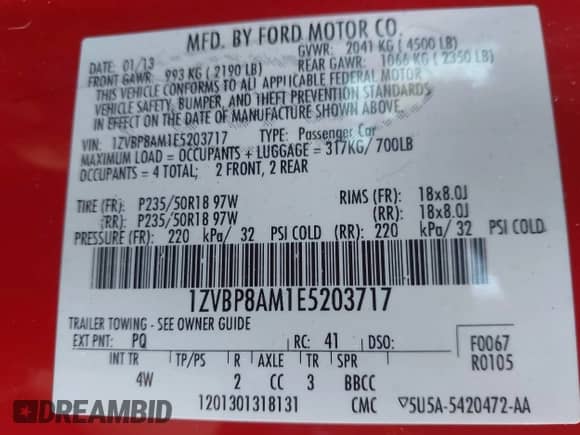 MFD. BY FORD MOTOR CO.
DATE: 01/13 GVWR: 2041 KG ( 4500 LB)
FRONT GAWR: 993 KG ( 2190 LB) REAR GAWR: 1066 KG ( 2350 LB)
THIS VEHICLE CONFORMS TO ALL APPLICABLE FEDERAL MOTOR
VEHICLE SAFETY, BUMPER, AND THEFT PREVENTION STANDARDS
IN EFFECT ON THE DATE OF MANUFACTURE SHOWN ABOVE.
VIN: 1ZVBP8AM1E5203717 TYPE: Passenger Car
MAXIMUM LOAD = OCCUPANTS + LUGGAGE = 317KG/ 700LB
OCCUPANTS = 4 TOTAL; 2 FRONT, 2 REAR
TIRE (FR): P235/50R18 97W RIMS (FR): 18x8.0J
(RR): P235/50R18 97W (RR): 18x8.0J
PRESSURE (FR): 220 kPa/ 32 PSI COLD (RR): 220 kPa/ 32 PSI COLD
1ZVBP8AM1E5203717
TRAILER TOWING - SEE OWNER GUIDE
EXT PNT: PQ RC: 41 DSO: F0067
R0105
INT TR TP/PS R AXLE TR SPR
4W 2 CC 3 BBCC
1201301318131 CMC ▽5U5A-5420472-AA
DREAMBID